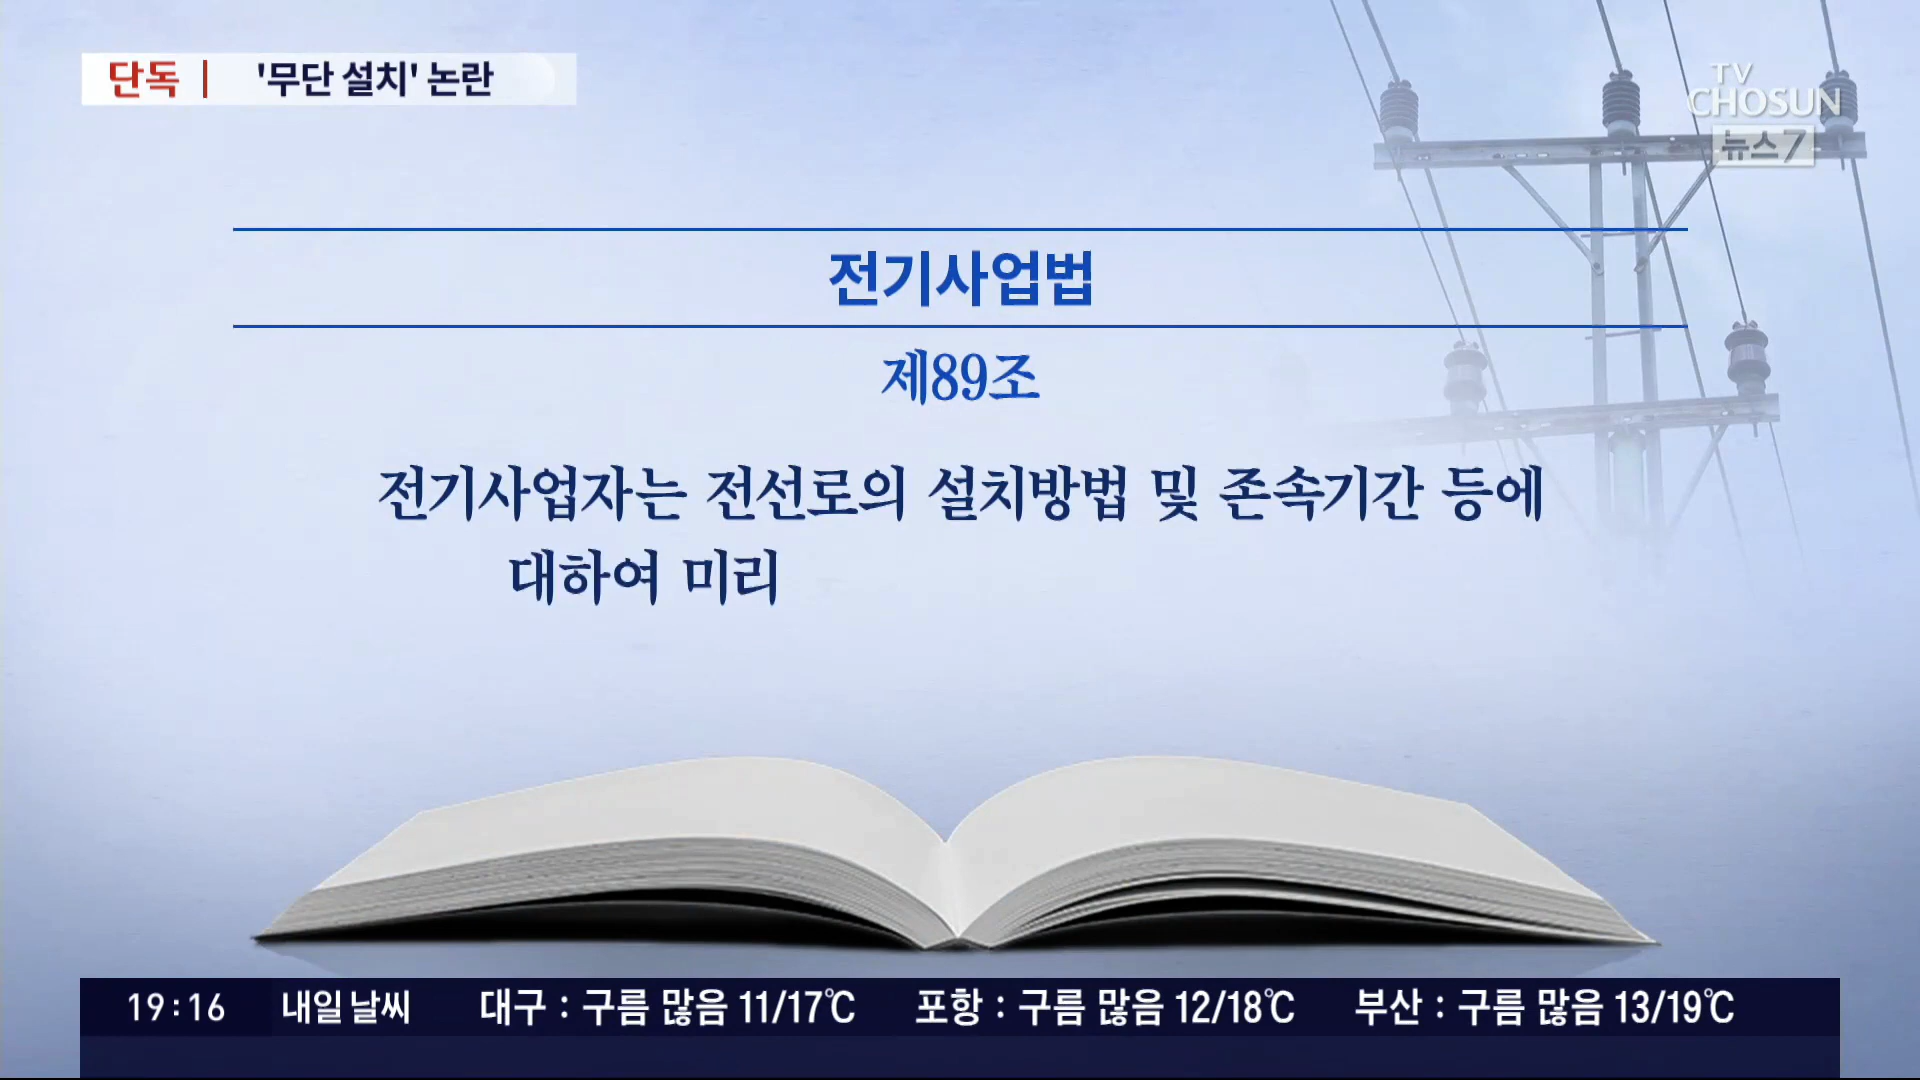 단독 | '무단 설치' 논란
TV
CHOSUN
뉴스7
전기사업법
제89조
전기사업자는 전선로의 설치방법 및 존속기간 등에
대하여 미리
19:16 내일 날씨 대구 : 구름 많음 11/17℃ 포항 : 구름 많음 12/18℃ 부산 : 구름 많음 13/19℃